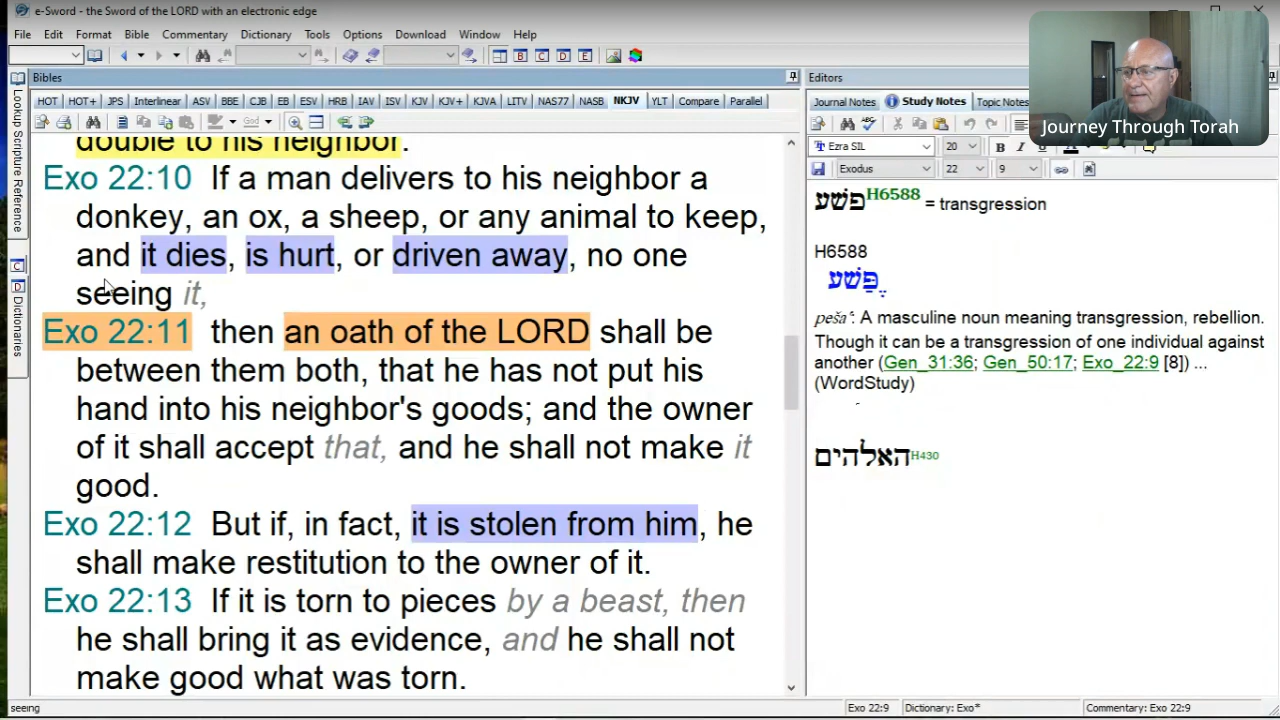 e-Sword - the Sword of the LORD with an electronic edge
File Edit Format Bible Commentary Dictionary Tools Options Download Window Help
Bibles
HOT HOT+ JPS Interlinear ASV BBE CJB EB ESV HRB IAV ISV KJV KJV+ KJVA LITV NAS77 NASB NKJV YLT Compare Parallel
Lookup Scripture Reference
Dictionaries
double to his neighbor.
Exo 22:10 If a man delivers to his neighbor a
donkey, an ox, a sheep, or any animal to keep,
and it dies, is hurt, or driven away, no one
seeing it,
Exo 22:11 then an oath of the LORD shall be
between them both, that he has not put his
hand into his neighbor's goods; and the owner
of it shall accept that, and he shall not make it
good.
Exo 22:12 But if, in fact, it is stolen from him, he
shall make restitution to the owner of it.
Exo 22:13 If it is torn to pieces by a beast, then
he shall bring it as evidence, and he shall not
make good what was torn.
Editors
Journal Notes Study Notes Topic Notes
Ezra SIL 20 B I U
Exodus 22 9
פשׁע H6588 = transgression
H6588
פֶּשַׁע
peša‛: A masculine noun meaning transgression, rebellion.
Though it can be a transgression of one individual against
another (Gen_31:36; Gen_50:17; Exo_22:9 [8]) ...
(WordStudy)
האלהים H430
Journey Through Torah
seeing
Exo 22:9 Dictionary: Exo* Commentary: Exo 22:9